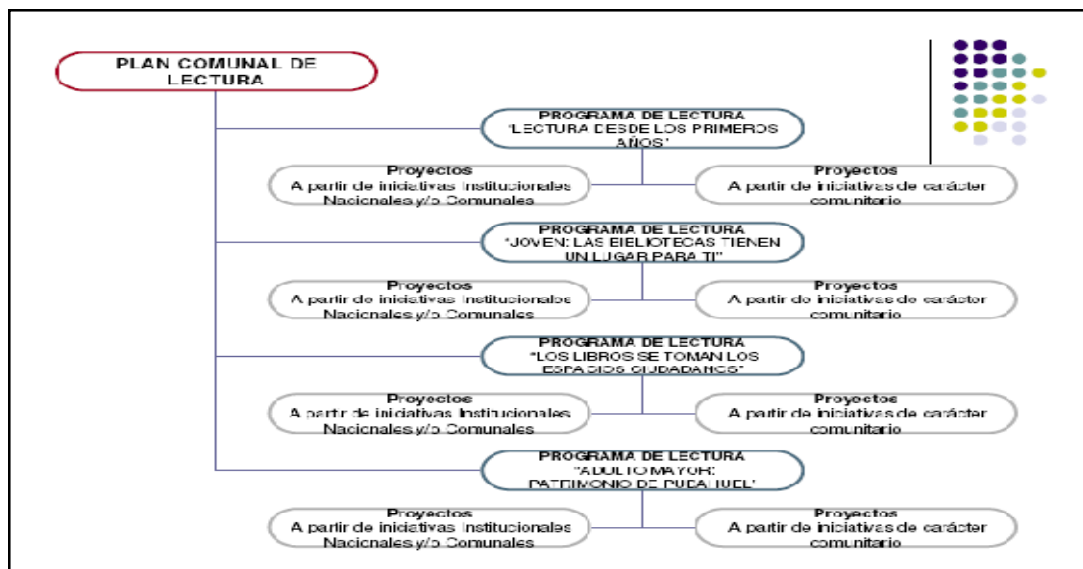 PLAN COMUNAL DE
LECTURA
PROGRAMA DE LECTURA
"LECTURA DESDE LOS PRIMEROS
AÑOS"
Proyectos
A partir de iniciativas Institucionales
Nacionales y/o Comunales
Proyectos
A partir de iniciativas de carácter
comunitario
PROGRAMA DE LECTURA
"JOVEN: LAS BIBLIOTECAS TIENEN
UN LUGAR PARA TI"
Proyectos
A partir de iniciativas Institucionales
Nacionales y/o Comunales
Proyectos
A partir de iniciativas de carácter
comunitario
PROGRAMA DE LECTURA
"LOS LIBROS SE TOMAN LOS
ESPACIOS CIUDADANOS"
Proyectos
A partir de iniciativas Institucionales
Nacionales y/o Comunales
Proyectos
A partir de iniciativas de carácter
comunitario
PROGRAMA DE LECTURA
"ADULTO MAYOR:
PATRIMONIO DE PUDAHUEL"
Proyectos
A partir de iniciativas Institucionales
Nacionales y/o Comunales
Proyectos
A partir de iniciativas de carácter
comunitario